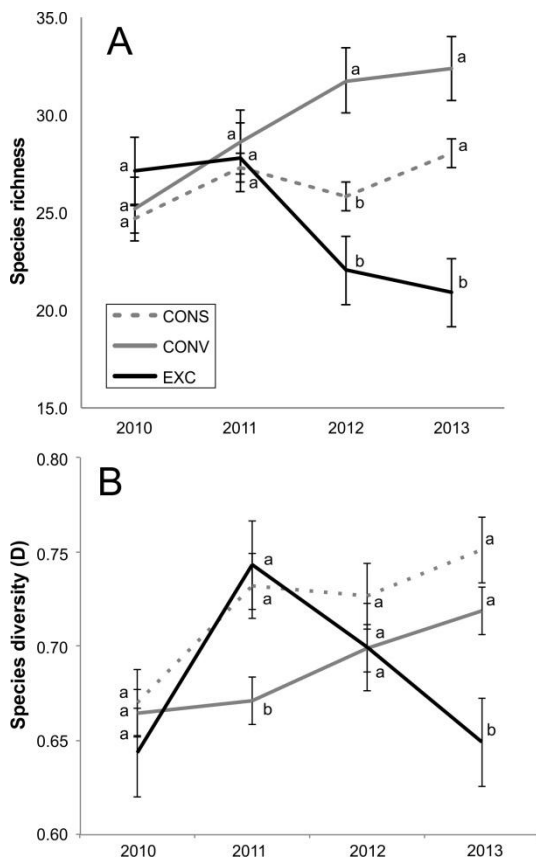 A
Species richness
35.0
30.0
25.0
20.0
15.0
a
a
a
a
a
a
a
a
b
b
a
a
b
CONS
CONV
EXC
2010 2011 2012 2013
B
Species diversity (D)
0.80
0.75
0.70
0.65
0.60
a
a
a
a
a
b
a
a
a
a
a
b
2010 2011 2012 2013